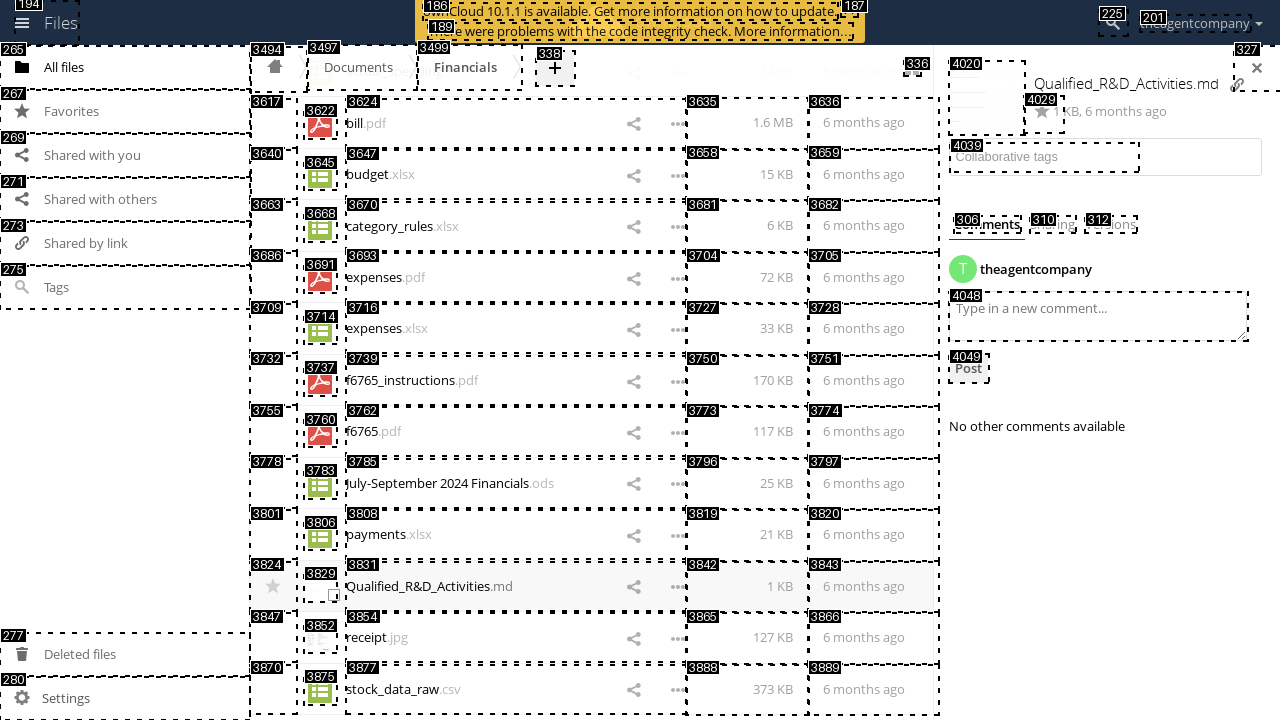 194
Files
186
ownCloud 10.1.1 is available. Get more information on how to update.
187
189
There were problems with the code integrity check. More information…
225
201
theagentcompany
265
All files
267
Favorites
269
Shared with you
271
Shared with others
273
Shared by link
275
Tags
277
Deleted files
280
Settings
3494
3497
Documents
3499
Financials
338
+
336
3617
3622
3624
bill.pdf
3635
1.6 MB
3636
6 months ago
3640
3645
3647
budget.xlsx
3658
15 KB
3659
6 months ago
3663
3668
3670
category_rules.xlsx
3681
6 KB
3682
6 months ago
3686
3691
3693
expenses.pdf
3704
72 KB
3705
6 months ago
3709
3714
3716
expenses.xlsx
3727
33 KB
3728
6 months ago
3732
3737
3739
f6765_instructions.pdf
3750
170 KB
3751
6 months ago
3755
3760
3762
f6765.pdf
3773
117 KB
3774
6 months ago
3778
3783
3785
July-September 2024 Financials.ods
3796
25 KB
3797
6 months ago
3801
3806
3808
payments.xlsx
3819
21 KB
3820
6 months ago
3824
3829
3831
Qualified_R&D_Activities.md
3842
1 KB
3843
6 months ago
3847
3852
3854
receipt.jpg
3865
127 KB
3866
6 months ago
3870
3875
3877
stock_data_raw.csv
3888
373 KB
3889
6 months ago
327
4020
Qualified_R&D_Activities.md
4029
1 KB, 6 months ago
4039
Collaborative tags
306
Comments
310
Sharing
312
Versions
T
theagentcompany
4048
Type in a new comment...
4049
Post
No other comments available